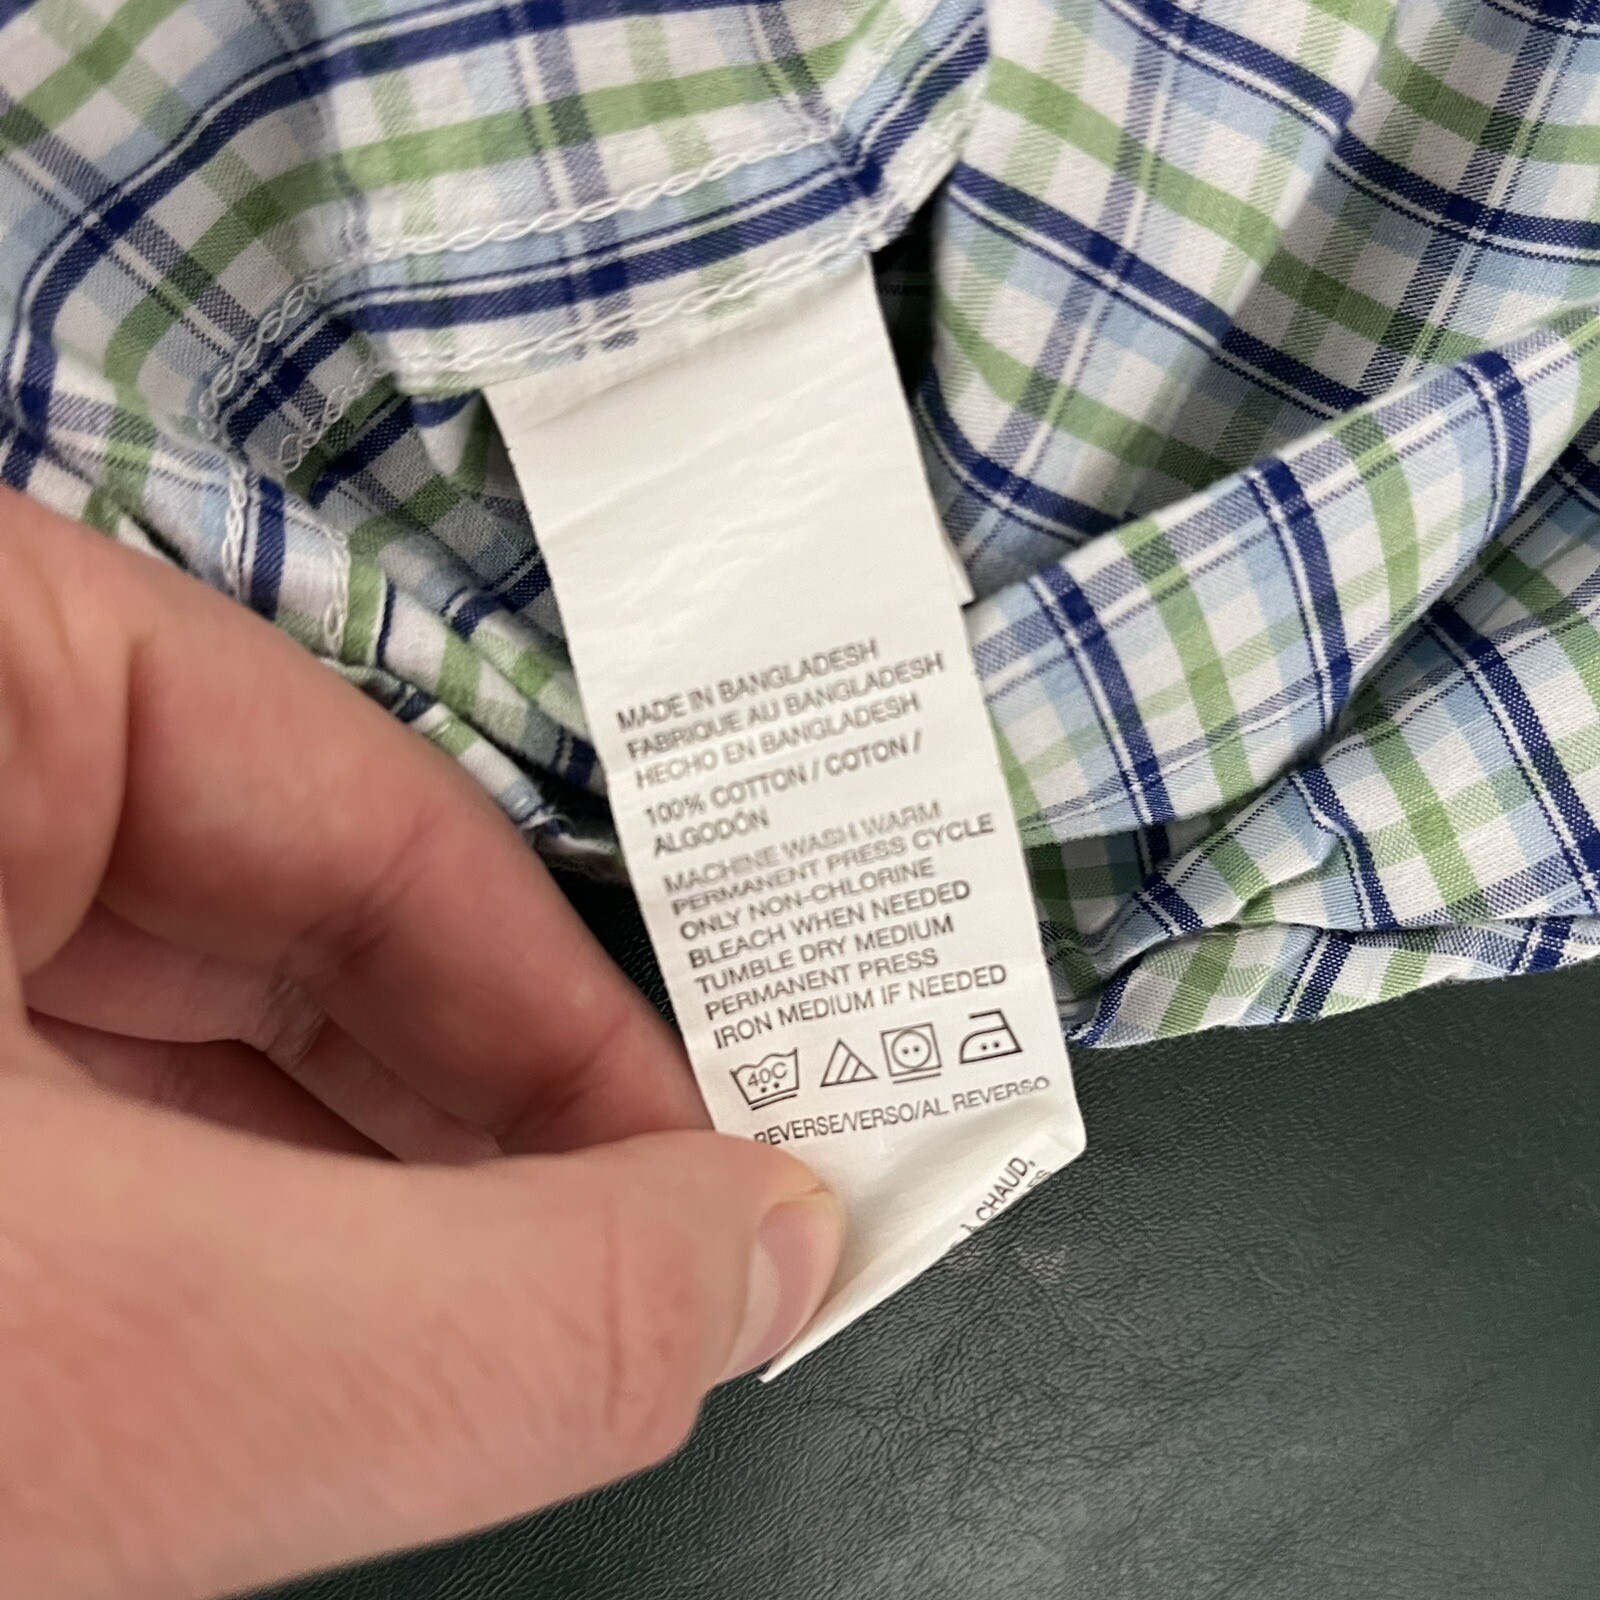 MADE IN BANGLADESH
FABRIQUE AU BANGLADESH
HECHO EN BANGLADESH
100% COTTON / COTON /
ALGODÓN
MACHINE WASH WARM
PERMANENT PRESS CYCLE
ONLY NON-CHLORINE
BLEACH WHEN NEEDED
TUMBLE DRY MEDIUM
PERMANENT PRESS
IRON MEDIUM IF NEEDED
40C
REVERSE/VERSO/AL REVERSO
CHAUD,